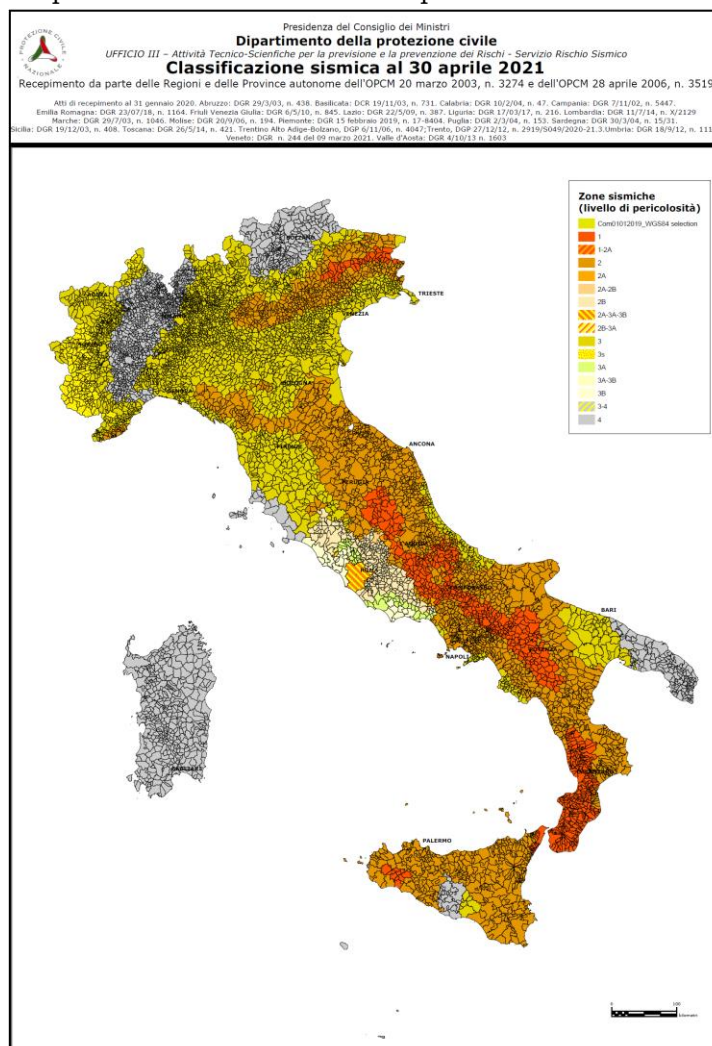 PROTEZIONE CIVILE
NAZIONALE
Presidenza del Consiglio dei Ministri
Dipartimento della protezione civile
UFFICIO III – Attività Tecnico-Scienfiche per la previsione e la prevenzione dei Rischi - Servizio Rischio Sismico
Classificazione sismica al 30 aprile 2021
Recepimento da parte delle Regioni e delle Province autonome dell'OPCM 20 marzo 2003, n. 3274 e dell'OPCM 28 aprile 2006, n. 3519
Atti di recepimento al 31 gennaio 2020. Abruzzo: DGR 29/3/03, n. 438. Basilicata: DCR 19/11/03, n. 731. Calabria: DGR 10/2/04, n. 47. Campania: DGR 7/11/02, n. 5447.
Emilia Romagna: DGR 23/07/18, n. 1164. Friuli Venezia Giulia: DGR 6/5/10, n. 845. Lazio: DGR 22/5/09, n. 387. Liguria: DGR 17/03/17, n. 216. Lombardia: DGR 11/7/14, n. X/2129
Marche: DGR 29/7/03, n. 1046. Molise: DGR 20/9/06, n. 194. Piemonte: DGR 15 febbraio 2019, n. 17-8404. Puglia: DGR 2/3/04, n. 153. Sardegna: DGR 30/3/04, n. 15/31.
Sicilia: DGR 19/12/03, n. 408. Toscana: DGR 26/5/14, n. 421. Trentino Alto Adige-Bolzano, DGP 6/11/06, n. 4047; Trento, DGP 27/12/12, n. 2919/S049/2020-21.3.Umbria: DGR 18/9/12, n. 111
Veneto: DGR n. 244 del 09 marzo 2021. Valle d'Aosta: DGR 4/10/13 n. 1603
Zone sismiche
(livello di pericolosità)
Com01012019_WGS84 selection
1
1-2A
2
2A
2A-2B
2B
2A-3A-3B
2B-3A
3
3s
3A
3A-3B
3B
3-4
4
TRIESTE
VENEZIA
ANCONA
PERUGIA
BARI
NAPOLI
PALERMO